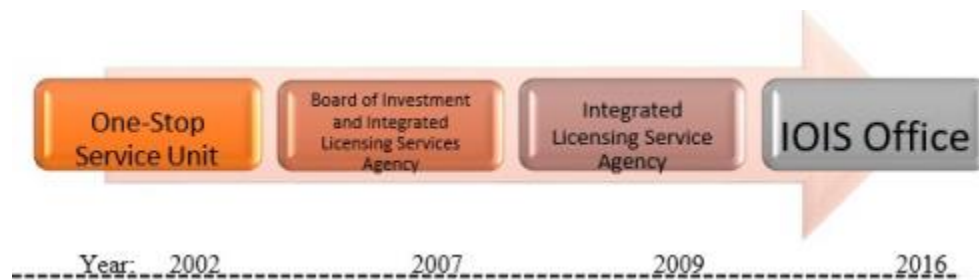 One-Stop
Service Unit
Board of Investment
and Integrated
Licensing Services
Agency
Integrated
Licensing Service
Agency
IOIS Office
Year: 2002 2007 2009 2016